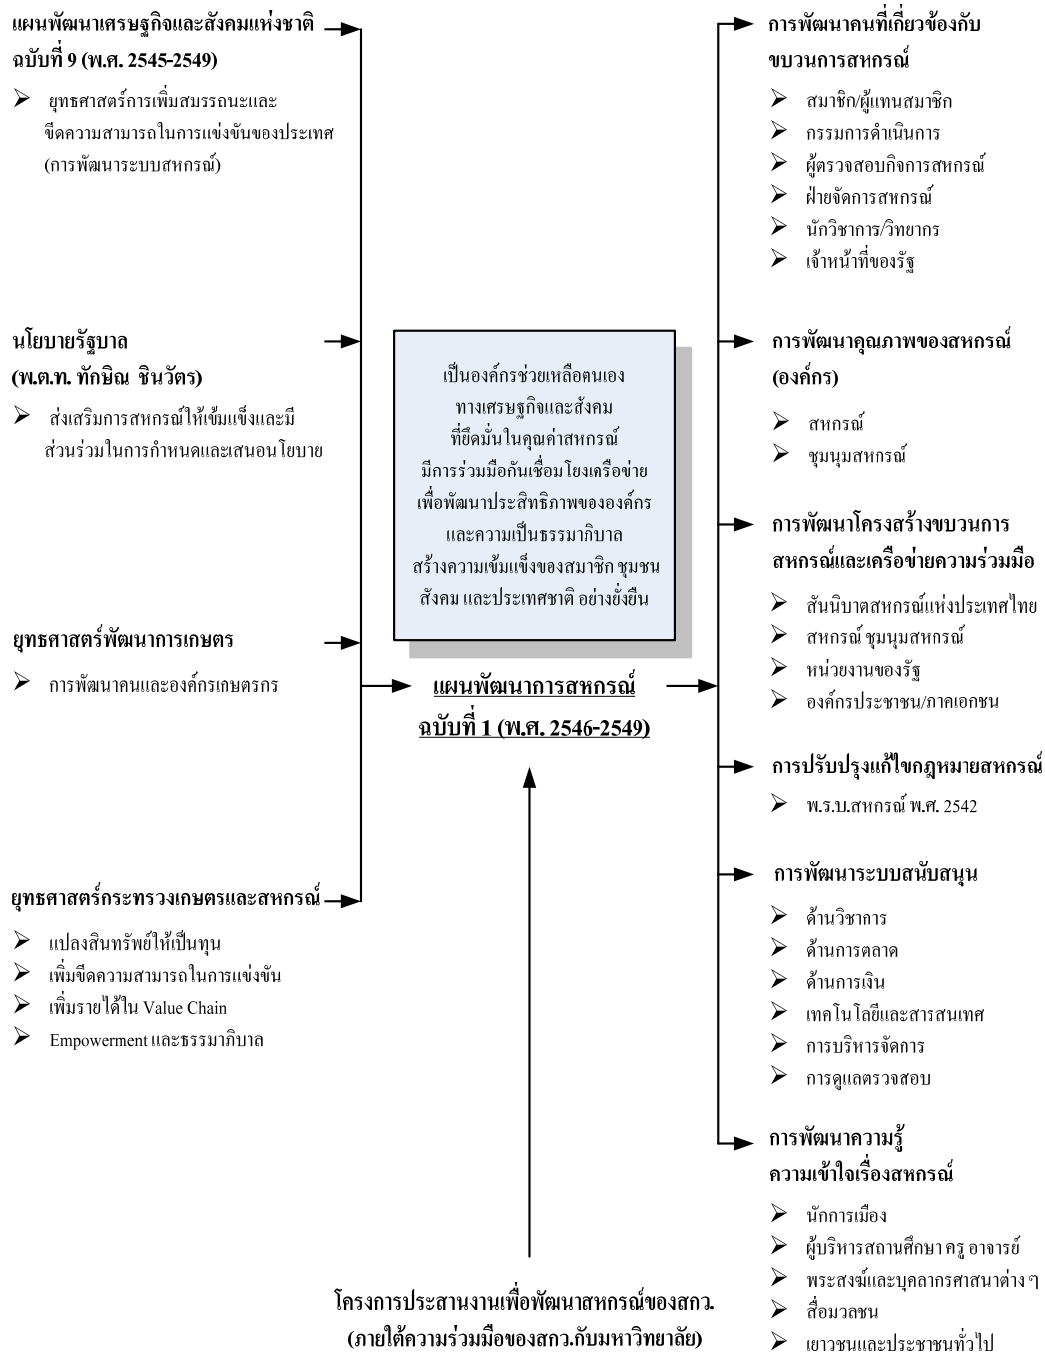 แผนพัฒนาเศรษฐกิจและสังคมแห่งชาติ
ฉบับที่ 9 (พ.ศ. 2545-2549)
➢ ยุทธศาสตร์การเพิ่มสมรรถนะและ
ขีดความสามารถในการแข่งขันของประเทศ
(การพัฒนาระบบสหกรณ์)
นโยบายรัฐบาล
(พ.ต.ท. ทักษิณ ชินวัตร)
➢ ส่งเสริมการสหกรณ์ให้เข้มแข็งและมี
ส่วนร่วมในการกำหนดและเสนอนโยบาย
ยุทธศาสตร์พัฒนาการเกษตร
➢ การพัฒนาคนและองค์กรเกษตรกร
ยุทธศาสตร์กระทรวงเกษตรและสหกรณ์
➢ แปลงสินทรัพย์ให้เป็นทุน
➢ เพิ่มขีดความสามารถในการแข่งขัน
➢ เพิ่มรายได้ใน Value Chain
➢ Empowerment และธรรมาภิบาล
เป็นองค์กรช่วยเหลือตนเอง
ทางเศรษฐกิจและสังคม
ที่ยึดมั่นในคุณค่าสหกรณ์
มีการร่วมมือกันเชื่อมโยงเครือข่าย
เพื่อพัฒนาประสิทธิภาพขององค์กร
และความเป็นธรรมาภิบาล
สร้างความเข้มแข็งของสมาชิก ชุมชน
สังคม และประเทศชาติ อย่างยั่งยืน
แผนพัฒนาการสหกรณ์
ฉบับที่ 1 (พ.ศ. 2546-2549)
โครงการประสานงานเพื่อพัฒนาสหกรณ์ของสกว.
(ภายใต้ความร่วมมือของสกว.กับมหาวิทยาลัย)
การพัฒนาคนที่เกี่ยวข้องกับ
ขบวนการสหกรณ์
➢ สมาชิก/ผู้แทนสมาชิก
➢ กรรมการดำเนินการ
➢ ผู้ตรวจสอบกิจการสหกรณ์
➢ ฝ่ายจัดการสหกรณ์
➢ นักวิชาการ/วิทยากร
➢ เจ้าหน้าที่ของรัฐ
การพัฒนาคุณภาพของสหกรณ์
(องค์กร)
➢ สหกรณ์
➢ ชุมนุมสหกรณ์
การพัฒนาโครงสร้างขบวนการ
สหกรณ์และเครือข่ายความร่วมมือ
➢ สันนิบาตสหกรณ์แห่งประเทศไทย
➢ สหกรณ์ ชุมนุมสหกรณ์
➢ หน่วยงานของรัฐ
➢ องค์กรประชาชน/ภาคเอกชน
การปรับปรุงแก้ไขกฎหมายสหกรณ์
➢ พ.ร.บ.สหกรณ์ พ.ศ. 2542
การพัฒนาระบบสนับสนุน
➢ ด้านวิชาการ
➢ ด้านการตลาด
➢ ด้านการเงิน
➢ เทคโนโลยีและสารสนเทศ
➢ การบริหารจัดการ
➢ การดูแลตรวจสอบ
การพัฒนาความรู้
ความเข้าใจเรื่องสหกรณ์
➢ นักการเมือง
➢ ผู้บริหารสถานศึกษา ครู อาจารย์
➢ พระสงฆ์และบุคลากรศาสนาต่าง ๆ
➢ สื่อมวลชน
➢ เยาวชนและประชาชนทั่วไป